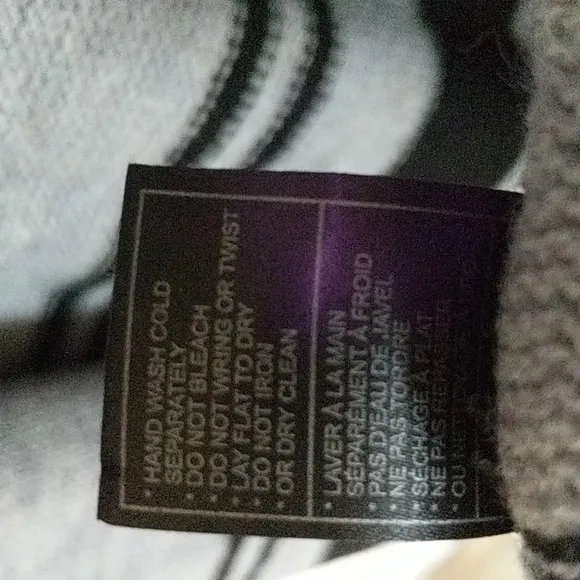 • HAND WASH COLD
SEPARATELY
• DO NOT BLEACH
• DO NOT WRING OR TWIST
• LAY FLAT TO DRY
• DO NOT IRON
• OR DRY CLEAN
• LAVER À LA MAIN
SÉPARÉMENT À FROID
• PAS D'EAU DE JAVEL
• NE PAS TORDRE
• SÉCHAGE À PLAT
• NE PAS REPASSER
• OU